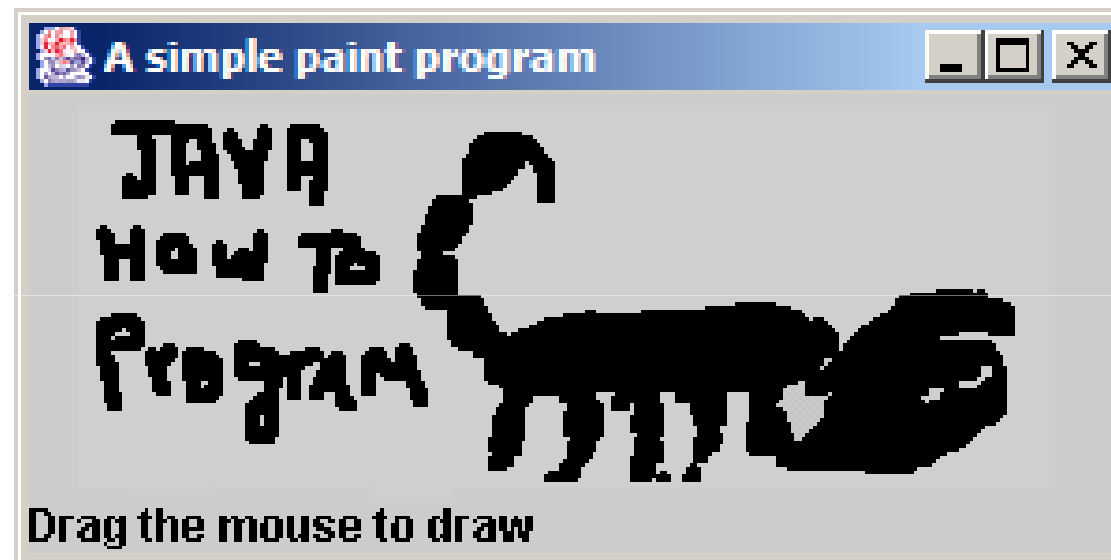 A simple paint program
JAVA
HOW TO
PrOgrAM
Drag the mouse to draw